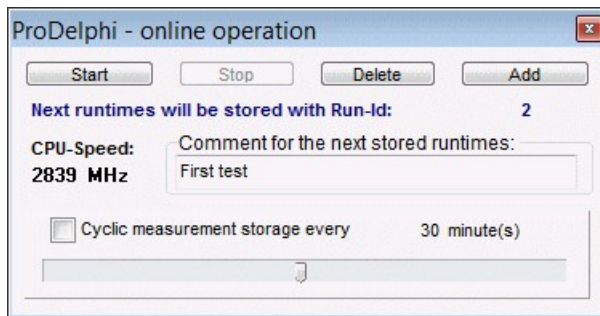 ProDelphi - online operation
Start Stop Delete Add
Next runtimes will be stored with Run-Id: 2
CPU-Speed: Comment for the next stored runtimes:
2839 MHz First test
Cyclic measurement storage every 30 minute(s)